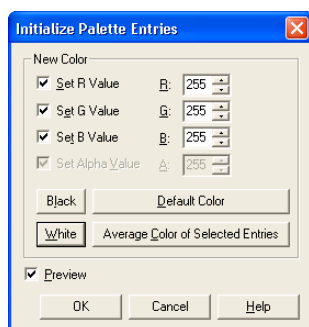 Initialize Palette Entries
New Color
Set R Value R: 255
Set G Value G: 255
Set B Value B: 255
Set Alpha Value A: 255
Black Default Color
White Average Color of Selected Entries
Preview
OK Cancel Help